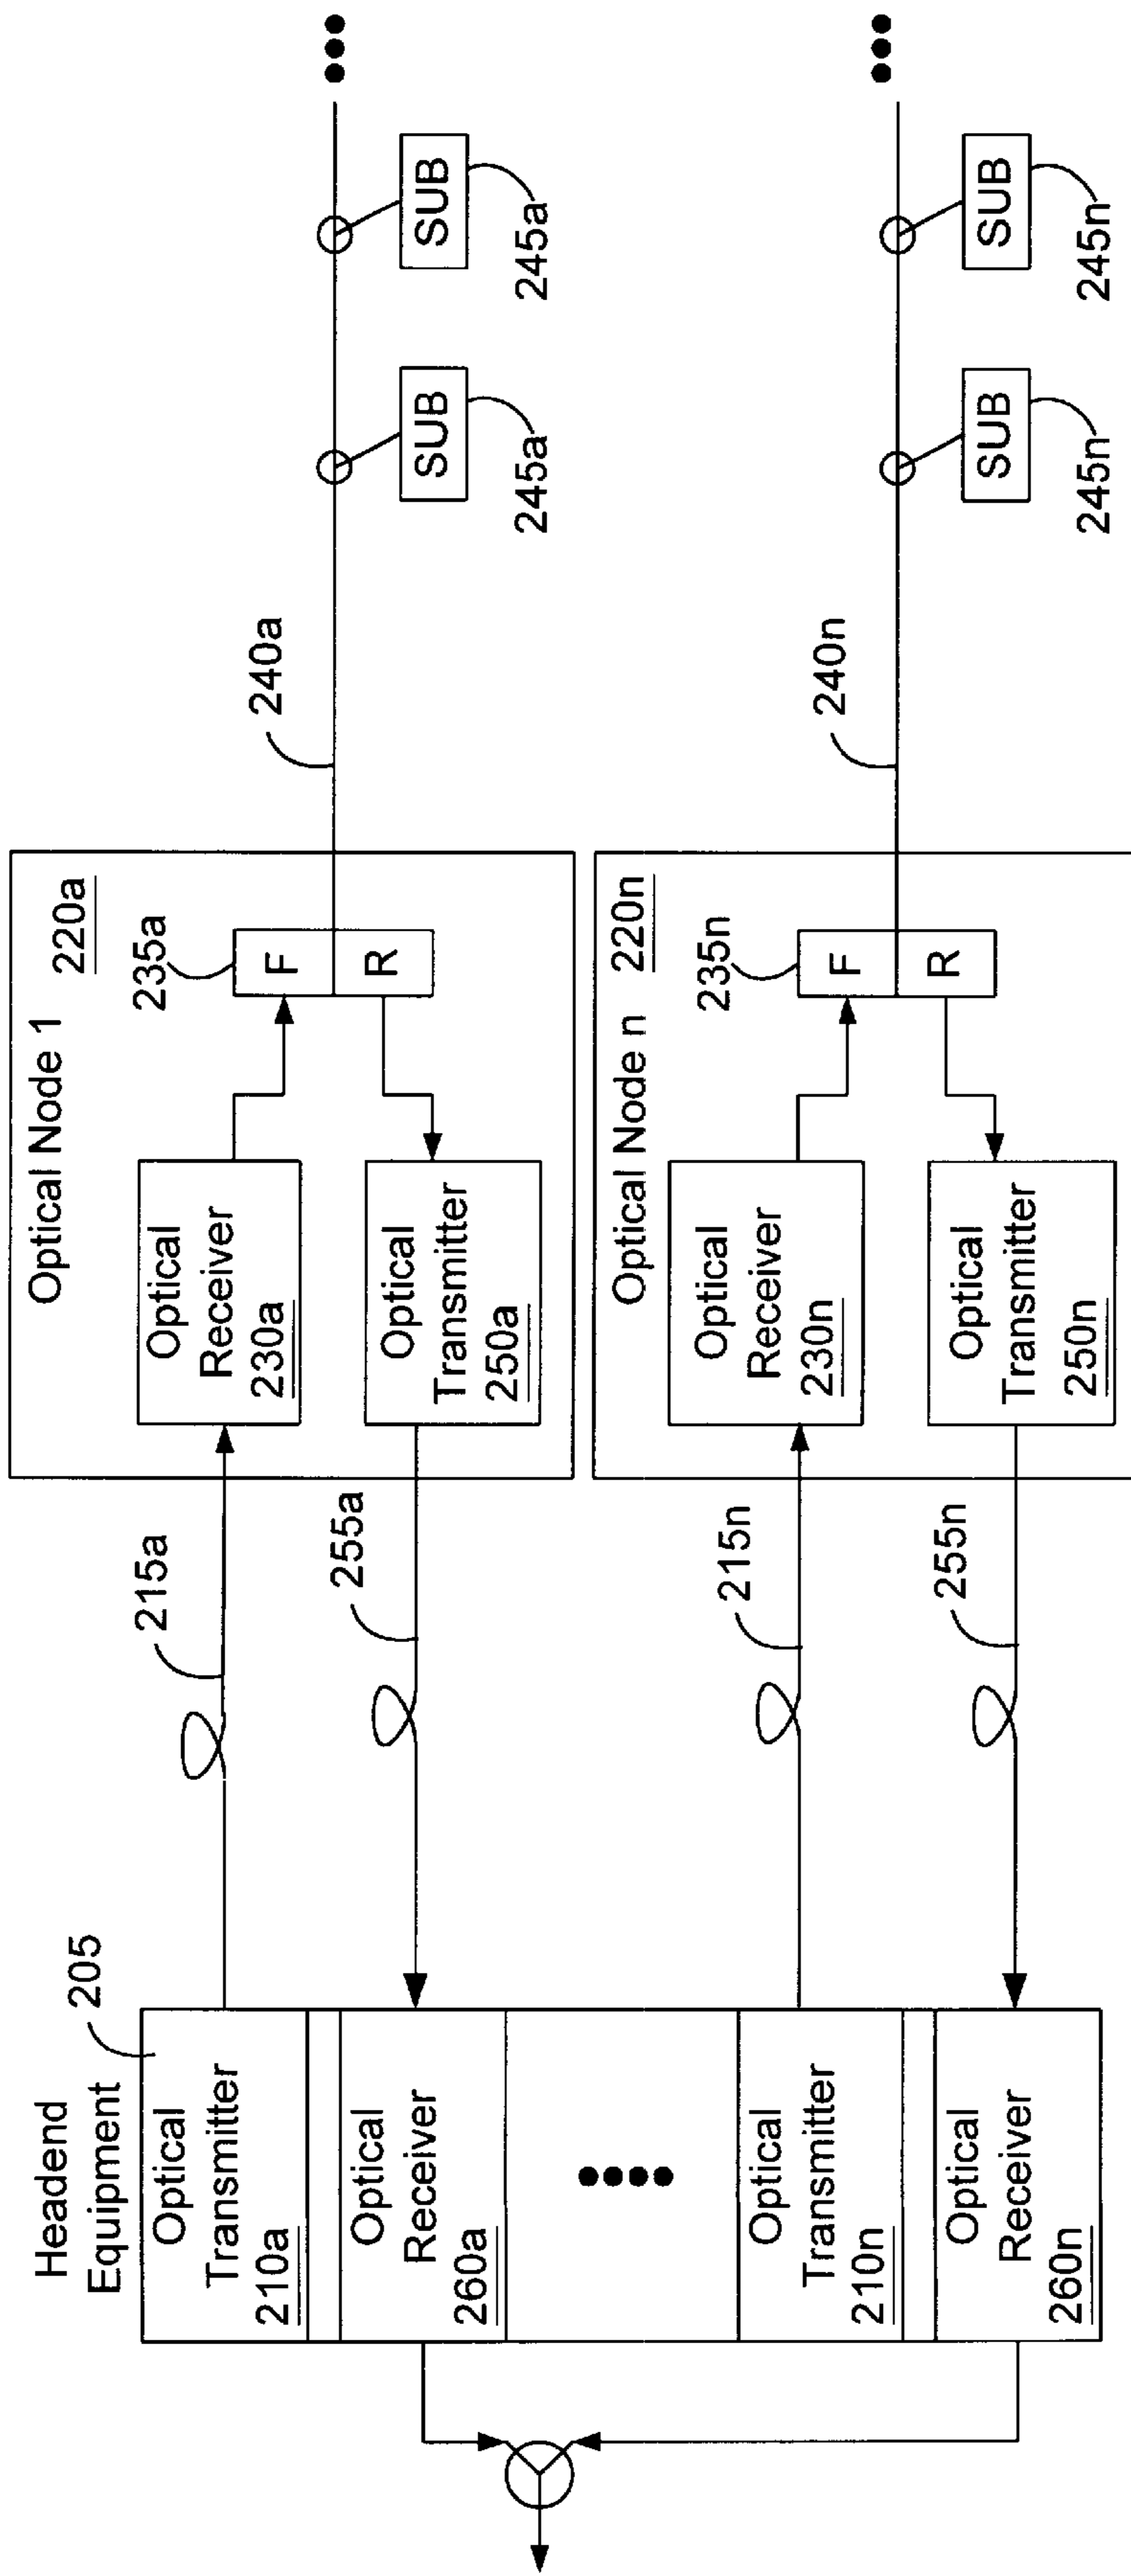 Headend
Equipment
205
Optical
Transmitter
210a
Optical
Receiver
260a
Optical
Transmitter
210n
Optical
Receiver
260n
215a
255a
215n
255n
Optical Node 1
220a
Optical
Receiver
230a
Optical
Transmitter
250a
235a
F
R
Optical Node n
220n
Optical
Receiver
230n
Optical
Transmitter
250n
235n
F
R
240a
SUB
245a
SUB
245a
240n
SUB
245n
SUB
245n